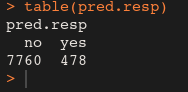 > table(pred.resp)
pred.resp
no yes
7760 478
>